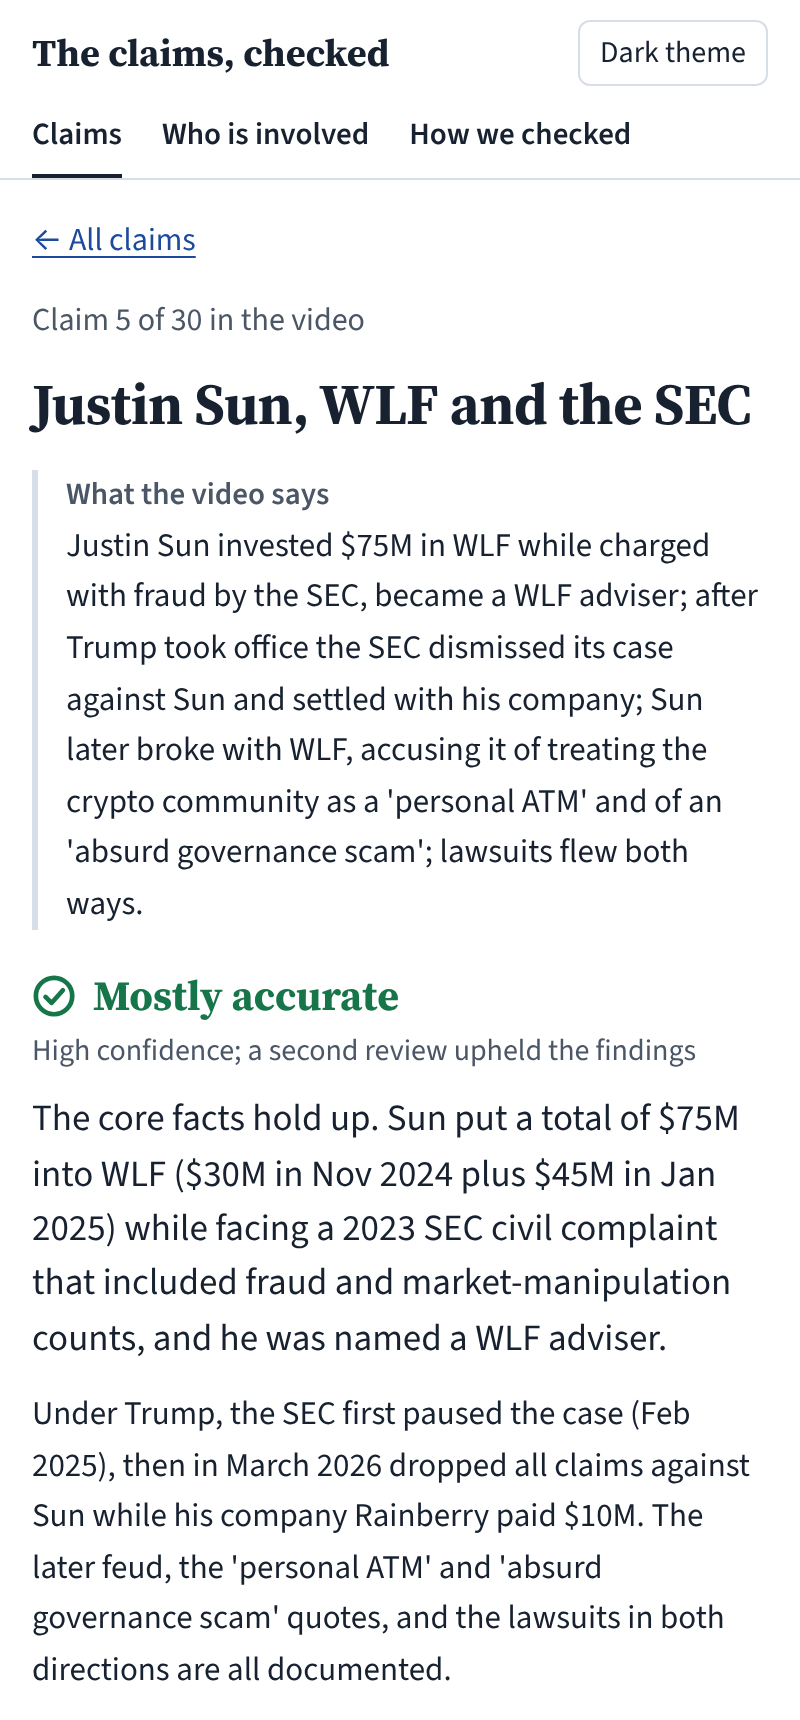 The claims, checked
Dark theme
Claims
Who is involved
How we checked
← All claims
Claim 5 of 30 in the video
Justin Sun, WLF and the SEC
What the video says
Justin Sun invested $75M in WLF while charged
with fraud by the SEC, became a WLF adviser; after
Trump took office the SEC dismissed its case
against Sun and settled with his company; Sun
later broke with WLF, accusing it of treating the
crypto community as a 'personal ATM' and of an
'absurd governance scam'; lawsuits flew both
ways.
Mostly accurate
High confidence; a second review upheld the findings
The core facts hold up. Sun put a total of $75M
into WLF ($30M in Nov 2024 plus $45M in Jan
2025) while facing a 2023 SEC civil complaint
that included fraud and market-manipulation
counts, and he was named a WLF adviser.
Under Trump, the SEC first paused the case (Feb
2025), then in March 2026 dropped all claims against
Sun while his company Rainberry paid $10M. The
later feud, the 'personal ATM' and 'absurd
governance scam' quotes, and the lawsuits in both
directions are all documented.